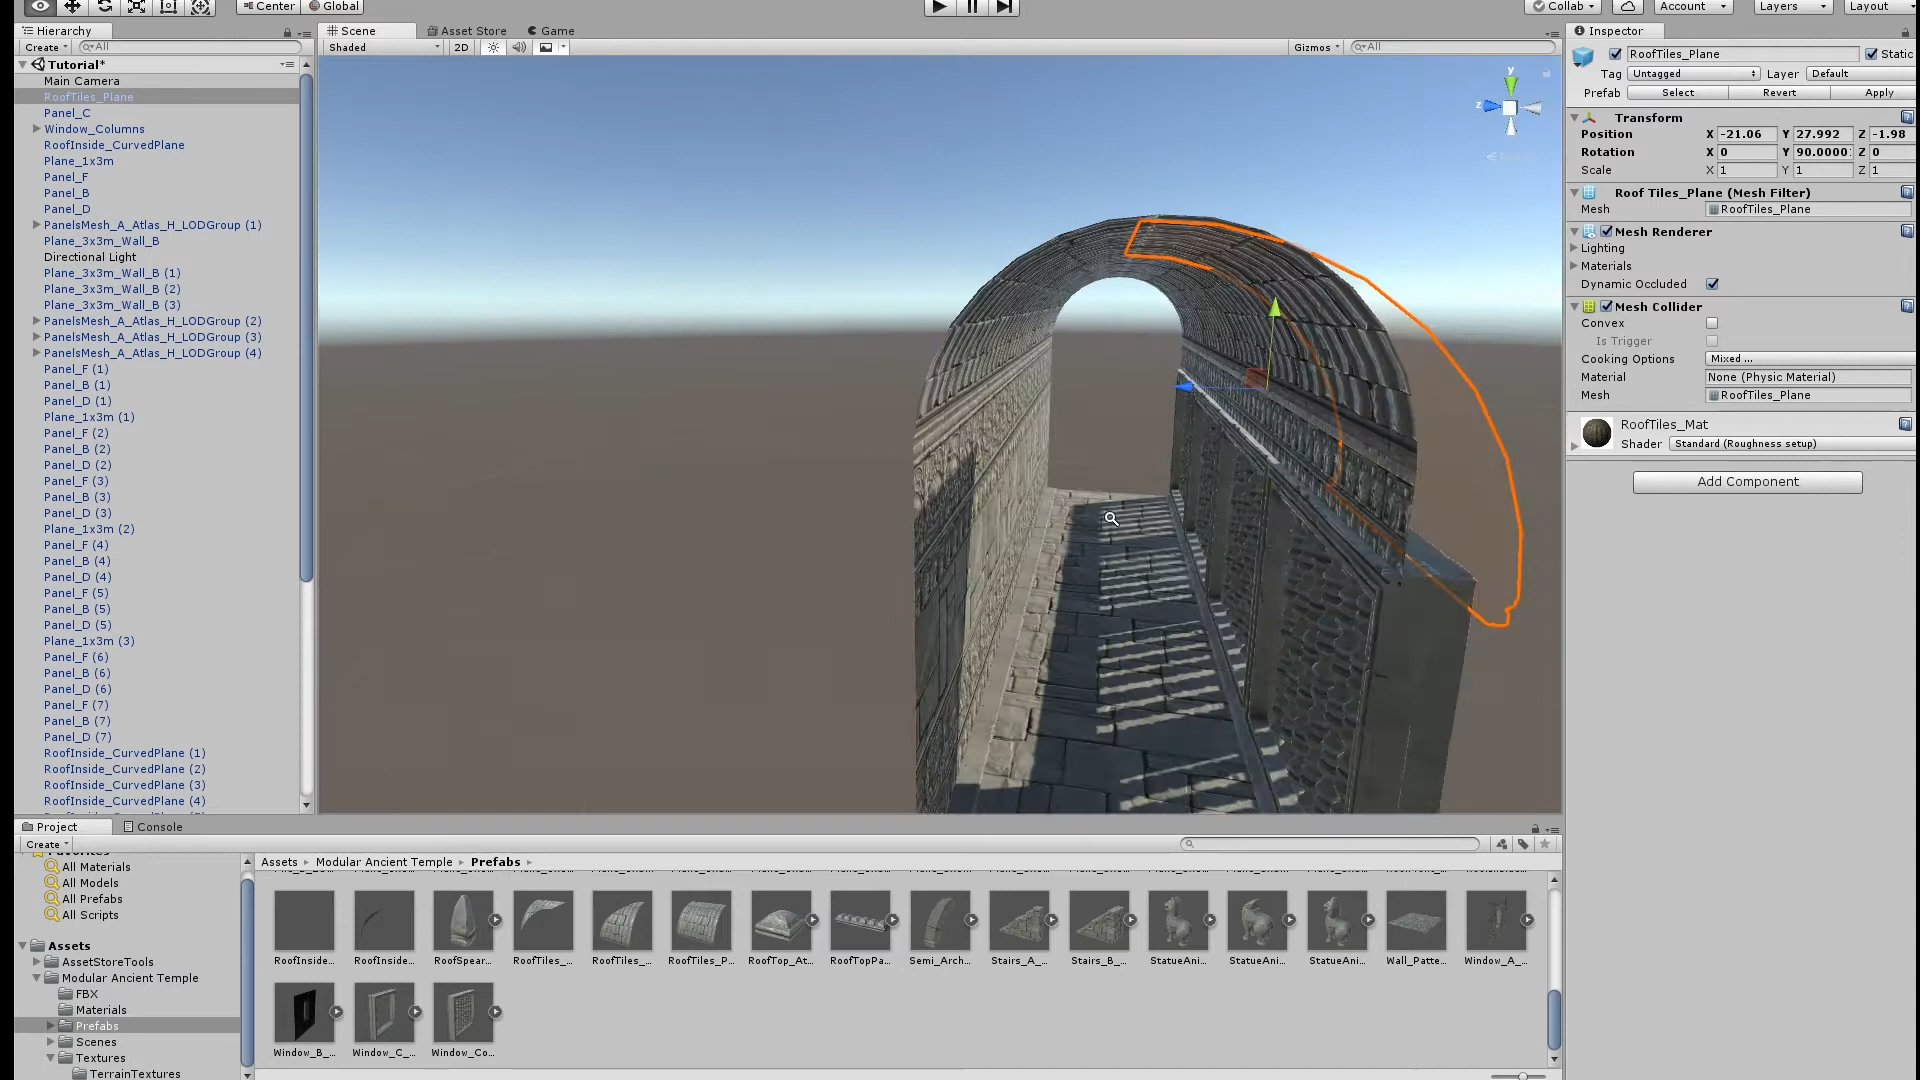 Center
Global
Collab
Account
Layers
Layout
Hierarchy
Create
All
Tutorial*
Main Camera
RoofTiles_Plane
Panel_C
Window_Columns
RoofInside_CurvedPlane
Plane_1x3m
Panel_F
Panel_B
Panel_D
PanelsMesh_A_Atlas_H_LODGroup (1)
Plane_3x3m_Wall_B
Directional Light
Plane_3x3m_Wall_B (1)
Plane_3x3m_Wall_B (2)
Plane_3x3m_Wall_B (3)
PanelsMesh_A_Atlas_H_LODGroup (2)
PanelsMesh_A_Atlas_H_LODGroup (3)
PanelsMesh_A_Atlas_H_LODGroup (4)
Panel_F (1)
Panel_B (1)
Panel_D (1)
Plane_1x3m (1)
Panel_F (2)
Panel_B (2)
Panel_D (2)
Panel_F (3)
Panel_B (3)
Panel_D (3)
Plane_1x3m (2)
Panel_F (4)
Panel_B (4)
Panel_D (4)
Panel_F (5)
Panel_B (5)
Panel_D (5)
Plane_1x3m (3)
Panel_F (6)
Panel_B (6)
Panel_D (6)
Panel_F (7)
Panel_B (7)
Panel_D (7)
RoofInside_CurvedPlane (1)
RoofInside_CurvedPlane (2)
RoofInside_CurvedPlane (3)
RoofInside_CurvedPlane (4)
Scene
Asset Store
Game
Shaded
2D
Gizmos
All
y
z
Inspector
RoofTiles_Plane
Static
Tag Untagged Layer Default
Prefab Select Revert Apply
Transform
Position X -21.06 Y 27.992 Z -1.98
Rotation X 0 Y 90.0000 Z 0
Scale X 1 Y 1 Z 1
Roof Tiles_Plane (Mesh Filter)
Mesh RoofTiles_Plane
Mesh Renderer
Lighting
Materials
Dynamic Occluded
Mesh Collider
Convex
Is Trigger
Cooking Options Mixed ...
Material None (Physic Material)
Mesh RoofTiles_Plane
RoofTiles_Mat
Shader Standard (Roughness setup)
Add Component
Project
Console
Create
Favorites
All Materials
All Models
All Prefabs
All Scripts
Assets
AssetStoreTools
Modular Ancient Temple
FBX
Materials
Prefabs
Scenes
Textures
TerrainTextures
Assets Modular Ancient Temple Prefabs
RoofInside... RoofInside... RoofSpear... RoofTiles_... RoofTiles_... RoofTiles_P... RoofTop_At... RoofTopPa... Semi_Arch... Stairs_A_... Stairs_B_... StatueAni... StatueAni... StatueAni... Wall_Patte... Window_A_...
Window_B_... Window_C_... Window_Co...